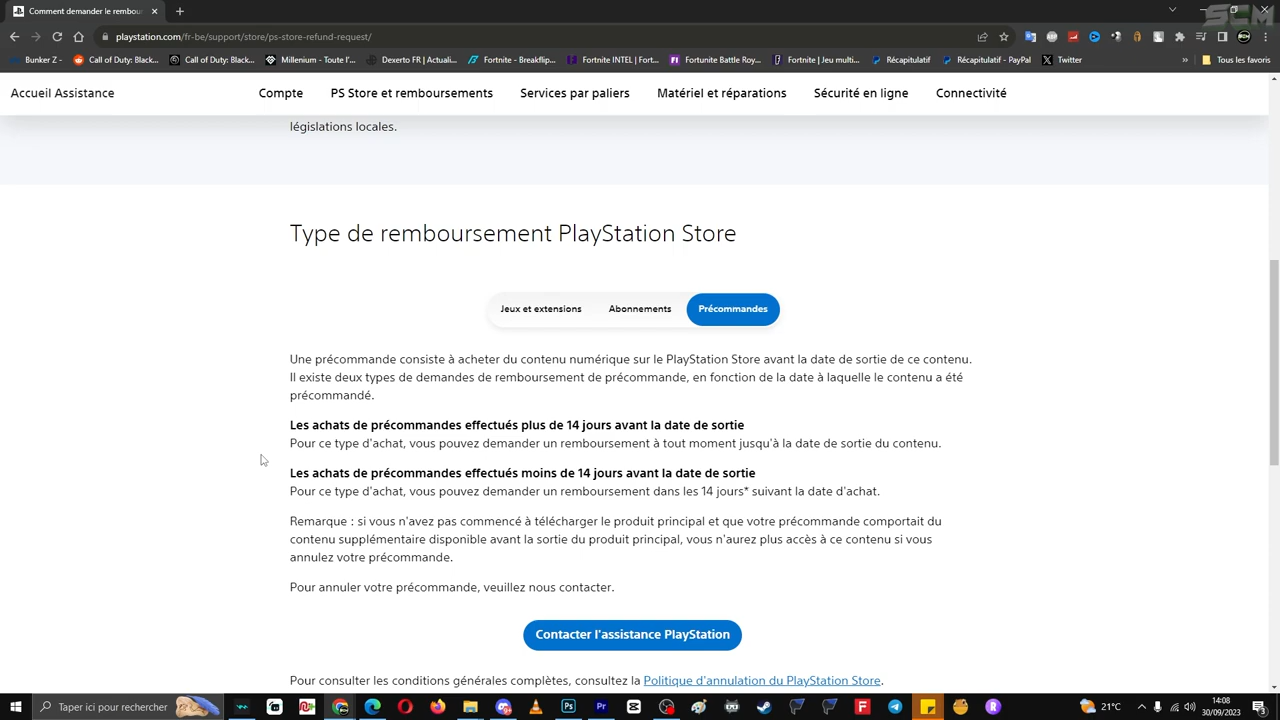 Comment demander le rembour
playstation.com/fr-be/support/store/ps-store-refund-request/
Bunker Z -
Call of Duty: Black...
Call of Duty: Black...
Millenium - Toute l'...
Dexerto FR | Actuali...
Fortnite - Breakflip...
Fortnite INTEL | Fort...
Fortunite Battle Roy...
Fortnite | Jeu multi...
Récapitulatif
Récapitulatif - PayPal
Twitter
»
Tous les favoris
Accueil Assistance
Compte
PS Store et remboursements
Services par paliers
Matériel et réparations
Sécurité en ligne
Connectivité
législations locales.
Type de remboursement PlayStation Store
Jeux et extensions
Abonnements
Précommandes
Une précommande consiste à acheter du contenu numérique sur le PlayStation Store avant la date de sortie de ce contenu.
Il existe deux types de demandes de remboursement de précommande, en fonction de la date à laquelle le contenu a été
précommandé.
Les achats de précommandes effectués plus de 14 jours avant la date de sortie
Pour ce type d'achat, vous pouvez demander un remboursement à tout moment jusqu'à la date de sortie du contenu.
Les achats de précommandes effectués moins de 14 jours avant la date de sortie
Pour ce type d'achat, vous pouvez demander un remboursement dans les 14 jours* suivant la date d'achat.
Remarque : si vous n'avez pas commencé à télécharger le produit principal et que votre précommande comportait du
contenu supplémentaire disponible avant la sortie du produit principal, vous n'aurez plus accès à ce contenu si vous
annulez votre précommande.
Pour annuler votre précommande, veuillez nous contacter.
Contacter l'assistance PlayStation
Pour consulter les conditions générales complètes, consultez la Politique d'annulation du PlayStation Store.
Taper ici pour rechercher
21°C
14:08
30/09/2023